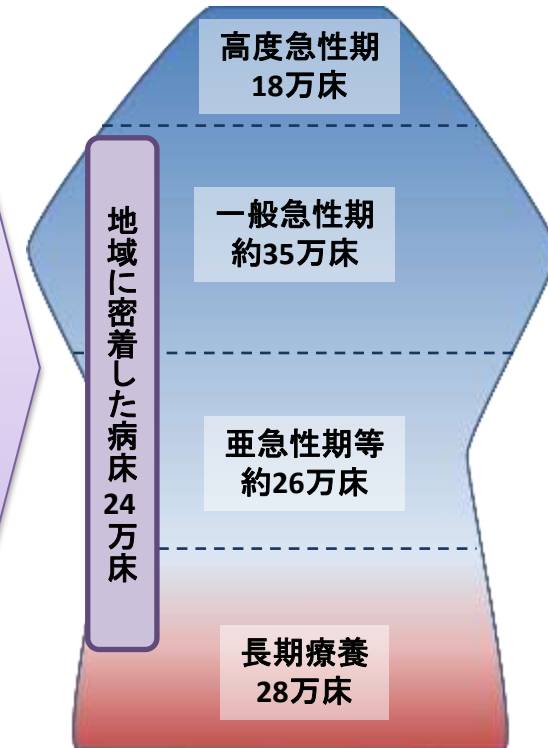 高度急性期
18万床
一般急性期
約35万床
地域に密着した病床24万床
亜急性期等
約26万床
長期療養
28万床